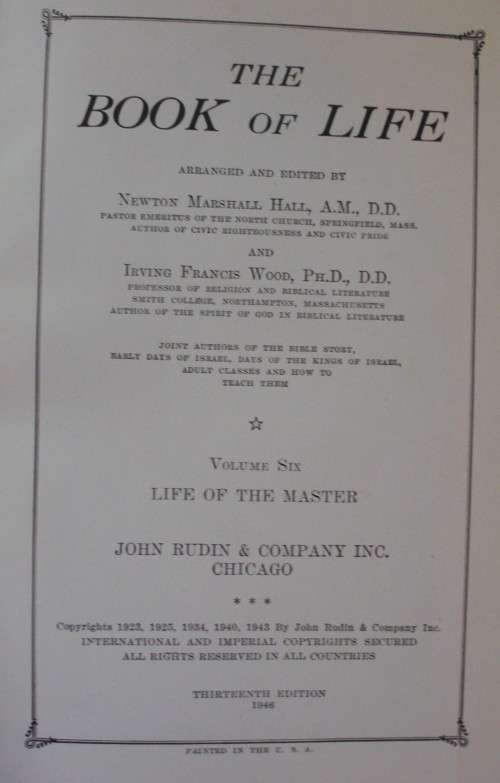 THE
BOOK OF LIFE
ARRANGED AND EDITED BY
NEWTON MARSHALL HALL, A.M., D.D.
PASTOR EMERITUS OF THE NORTH CHURCH, SPRINGFIELD, MASS.
AUTHOR OF CIVIC RIGHTEOUSNESS AND CIVIC PRIDE
AND
IRVING FRANCIS WOOD, PH.D., D.D.
PROFESSOR OF RELIGION AND BIBLICAL LITERATURE
SMITH COLLEGE, NORTHAMPTON, MASSACHUSETTS
AUTHOR OF THE SPIRIT OF GOD IN BIBLICAL LITERATURE
JOINT AUTHORS OF THE BIBLE STORY,
EARLY DAYS OF ISRAEL, DAYS OF THE KINGS OF ISRAEL,
ADULT CLASSES AND HOW TO
TEACH THEM
VOLUME SIX
LIFE OF THE MASTER
JOHN RUDIN & COMPANY INC.
CHICAGO
* * *
Copyrights 1923, 1925, 1934, 1940, 1943 By John Rudin & Company Inc.
INTERNATIONAL AND IMPERIAL COPYRIGHTS SECURED
ALL RIGHTS RESERVED IN ALL COUNTRIES
THIRTEENTH EDITION
1946
PRINTED IN THE U. S. A.